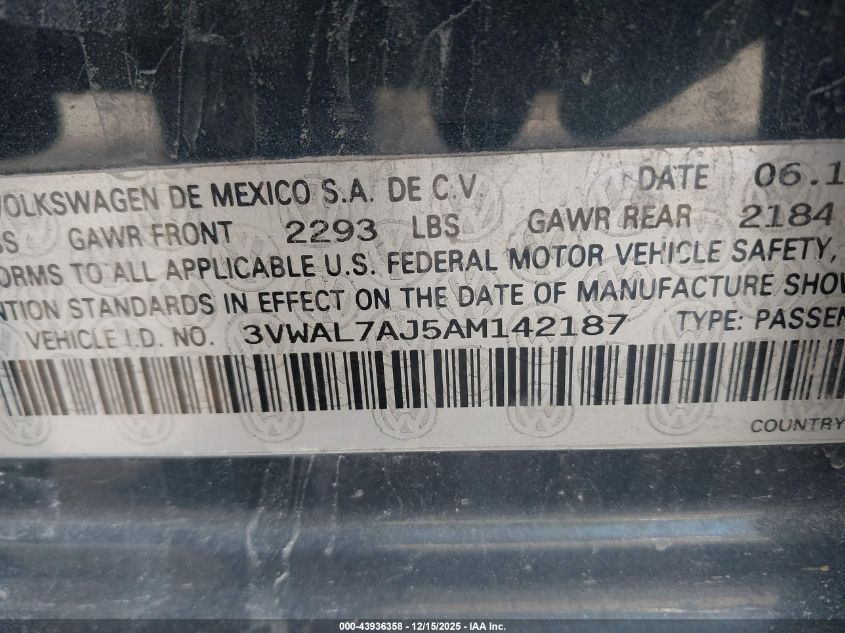 VOLKSWAGEN DE MEXICO S.A. DE C.V DATE 06.1
GAWR FRONT 2293 LBS GAWR REAR 2184
ORMS TO ALL APPLICABLE U.S. FEDERAL MOTOR VEHICLE SAFETY,
NTION STANDARDS IN EFFECT ON THE DATE OF MANUFACTURE SHOW
VEHICLE I.D. NO. 3VWAL7AJ5AM142187 TYPE: PASSEN
COUNTRY
000-43936358 - 12/15/2025 - IAA Inc.